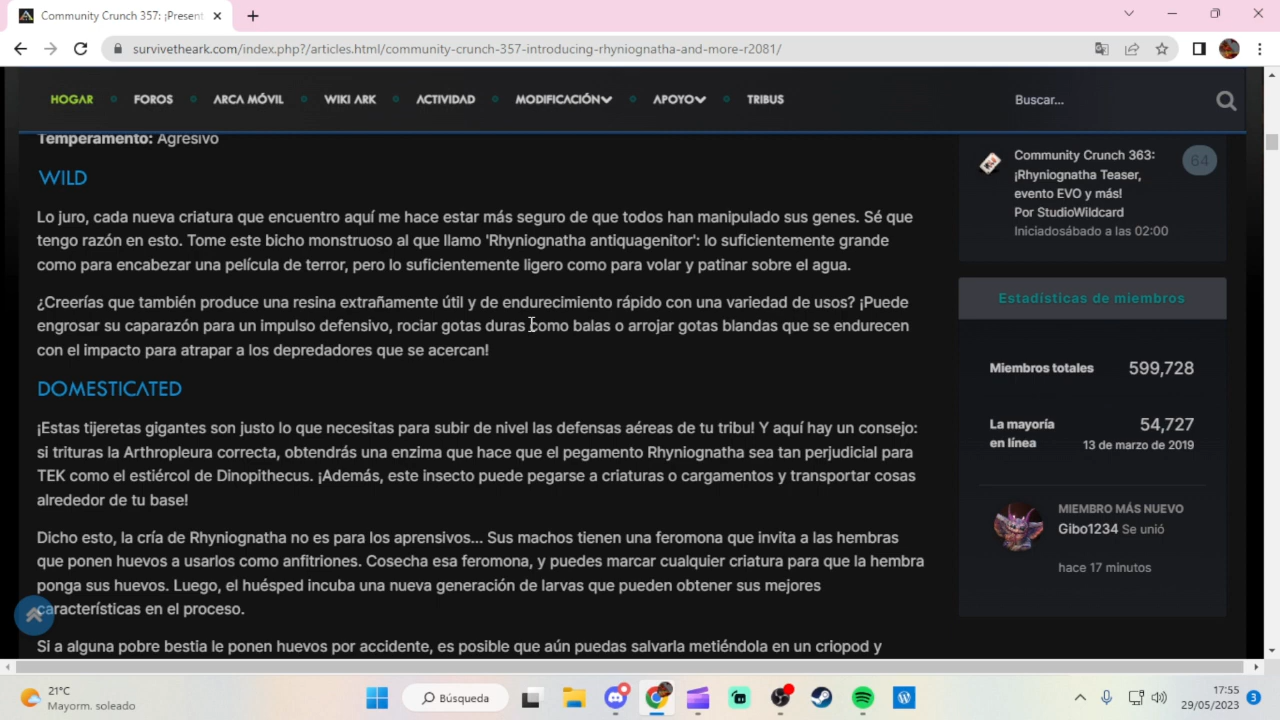 Community Crunch 357: ¡Present
survivetheark.com/index.php?/articles.html/community-crunch-357-introducing-rhyniognatha-and-more-r2081/
HOGAR FOROS ARCA MÓVIL WIKI ARK ACTIVIDAD MODIFICACIÓN APOYO TRIBUS Buscar...
Temperamento: Agresivo
WILD
Lo juro, cada nueva criatura que encuentro aquí me hace estar más seguro de que todos han manipulado sus genes. Sé que
tengo razón en esto. Tome este bicho monstruoso al que llamo 'Rhyniognatha antiquagenitor': lo suficientemente grande
como para encabezar una película de terror, pero lo suficientemente ligero como para volar y patinar sobre el agua.
¿Creerías que también produce una resina extrañamente útil y de endurecimiento rápido con una variedad de usos? ¡Puede
engrosar su caparazón para un impulso defensivo, rociar gotas duras como balas o arrojar gotas blandas que se endurecen
con el impacto para atrapar a los depredadores que se acercan!
DOMESTICATED
¡Estas tijeretas gigantes son justo lo que necesitas para subir de nivel las defensas aéreas de tu tribu! Y aquí hay un consejo:
si trituras la Arthropleura correcta, obtendrás una enzima que hace que el pegamento Rhyniognatha sea tan perjudicial para
TEK como el estiércol de Dinopithecus. ¡Además, este insecto puede pegarse a criaturas o cargamentos y transportar cosas
alrededor de tu base!
Dicho esto, la cría de Rhyniognatha no es para los aprensivos... Sus machos tienen una feromona que invita a las hembras
que ponen huevos a usarlos como anfitriones. Cosecha esa feromona, y puedes marcar cualquier criatura para que la hembra
ponga sus huevos. Luego, el huésped incuba una nueva generación de larvas que pueden obtener sus mejores
características en el proceso.
Si a alguna pobre bestia le ponen huevos por accidente, es posible que aún puedas salvarla metiéndola en un criopod y
Community Crunch 363:
¡Rhyniognatha Teaser,
evento EVO y más!
Por StudioWildcard
Iniciadosábado a las 02:00
64
Estadísticas de miembros
Miembros totales 599,728
La mayoría
en línea
54,727
13 de marzo de 2019
MIEMBRO MÁS NUEVO
Gibo1234 Se unió
hace 17 minutos
21°C
Mayorm. soleado
Búsqueda
17:55
29/05/2023
3